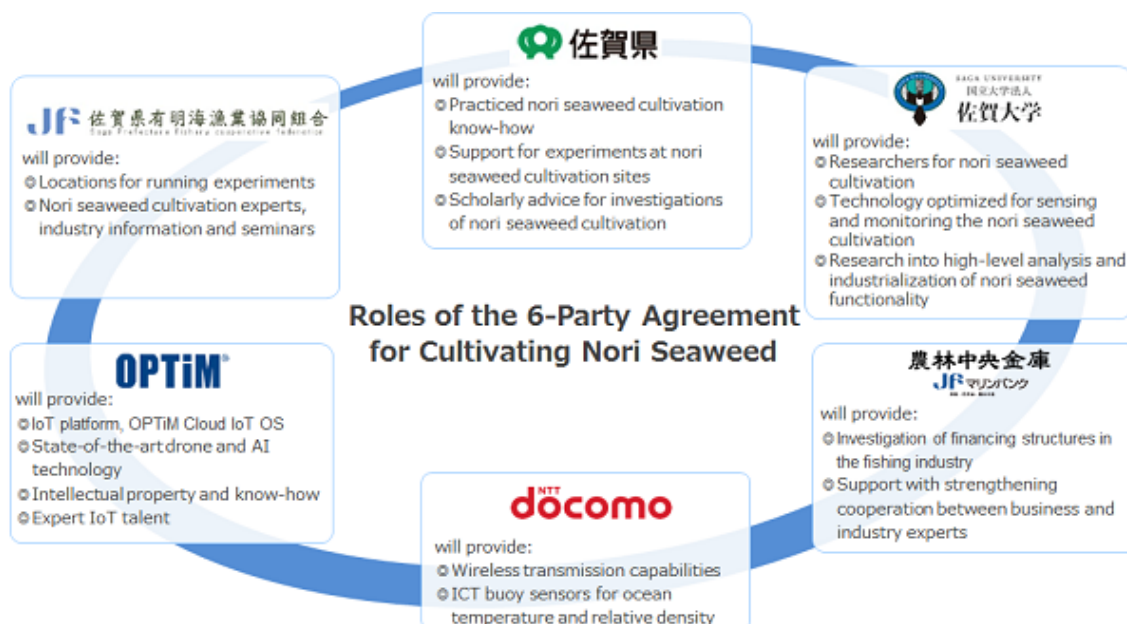 佐賀県
will provide:
◎Practiced nori seaweed cultivation
know-how
◎Support for experiments at nori
seaweed cultivation sites
◎Scholarly advice for investigations
of nori seaweed cultivation
JF 佐賀県有明海漁業協同組合
Saga Prefecture Fishery cooperative federation
will provide:
◎Locations for running experiments
◎Nori seaweed cultivation experts,
industry information and seminars
SAGA UNIVERSITY
国立大学法人
佐賀大学
will provide:
◎Researchers for nori seaweed
cultivation
◎Technology optimized for sensing
and monitoring the nori seaweed
cultivation
◎Research into high-level analysis and
industrialization of nori seaweed
functionality
Roles of the 6-Party Agreement
for Cultivating Nori Seaweed
OPTiM®
will provide:
◎IoT platform, OPTiM Cloud IoT OS
◎State-of-the-art drone and AI
technology
◎Intellectual property and know-how
◎Expert IoT talent
農林中央金庫
JF マリンバンク
will provide:
◎Investigation of financing structures in
the fishing industry
◎Support with strengthening
cooperation between business and
industry experts
NTT
döcomo
will provide:
◎Wireless transmission capabilities
◎ICT buoy sensors for ocean
temperature and relative density